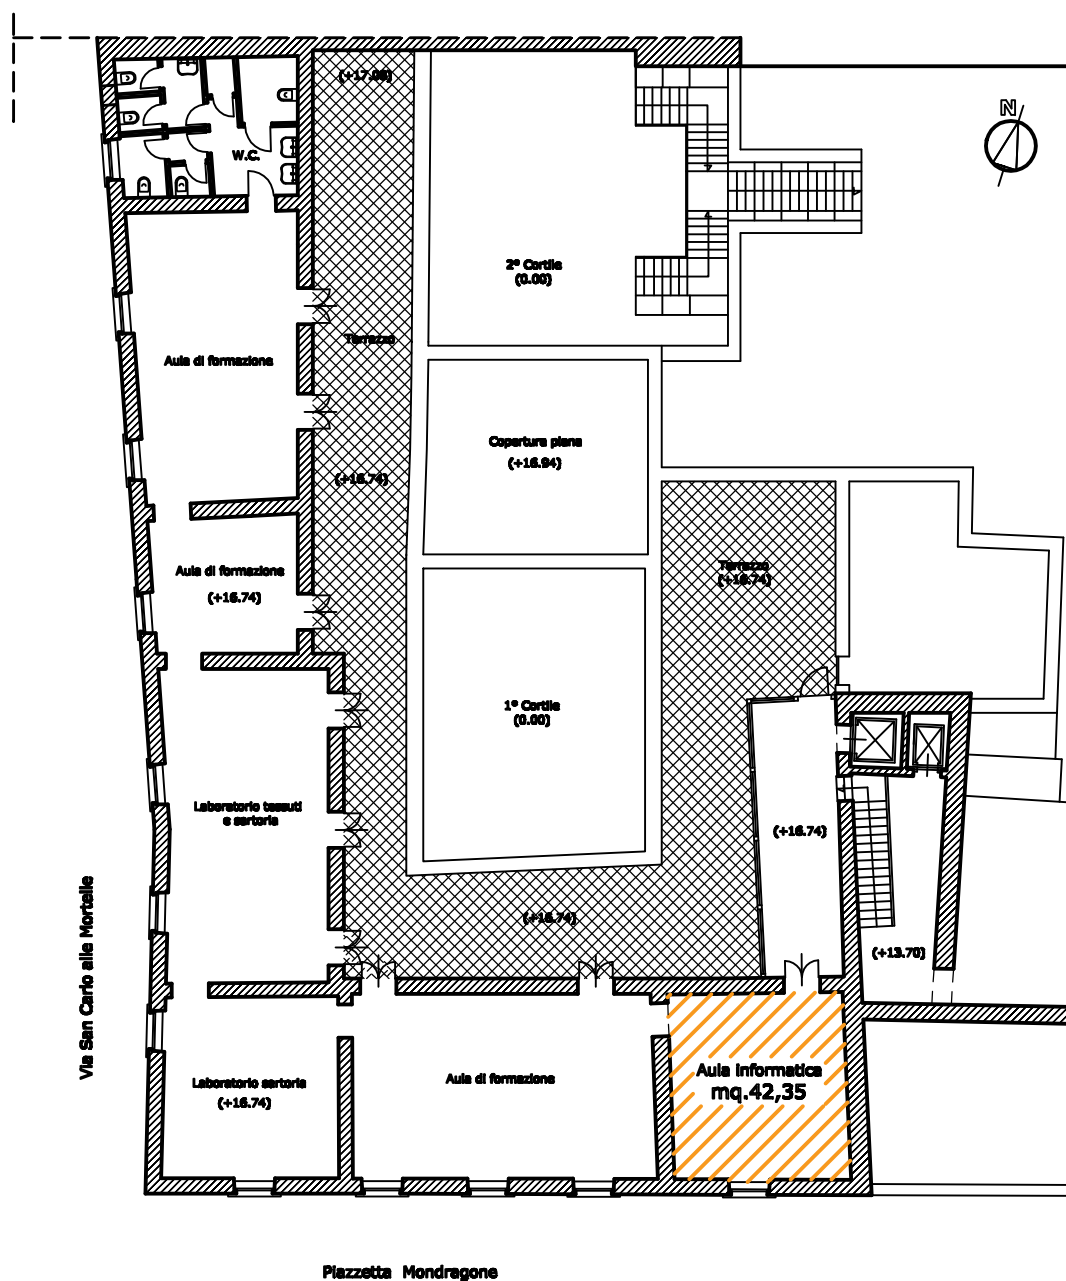 (+17.08)
N
W.C.
2° Cortile
(0.00)
Terrazzo
Aula di formazione
Copertura piana
(+16.94)
(+16.74)
Aula di formazione
(+16.74)
Terrazzo
(+16.74)
1° Cortile
(0.00)
Laboratorio tessuti
e sartoria
(+16.74)
(+16.74)
(+13.70)
Via San Carlo alle Mortelle
Laboratorio sartoria
(+16.74)
Aula di formazione
Aula informatica
mq.42,35
Piazzetta Mondragone